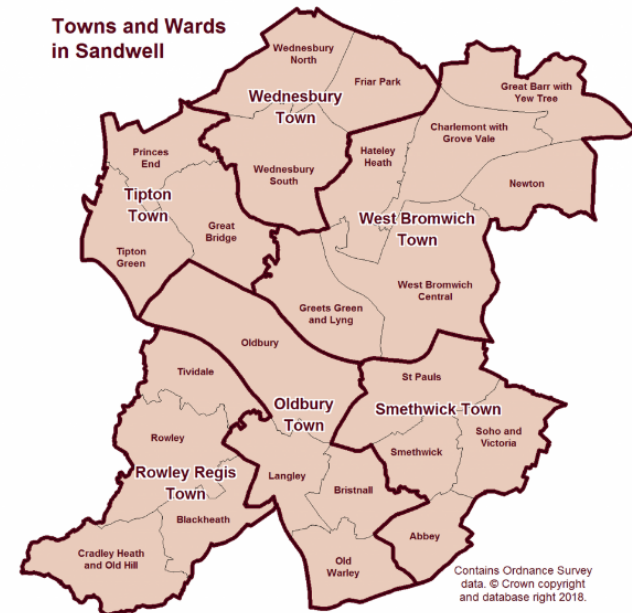 Towns and Wards
in Sandwell
Wednesbury
North
Friar Park
Great Barr with
Yew Tree
Wednesbury
Town
Charlemont with
Grove Vale
Princes
End
Hateley
Heath
Wednesbury
South
Newton
Tipton
Town
Great
Bridge
West Bromwich
Town
Tipton
Green
West Bromwich
Central
Greets Green
and Lyng
Oldbury
Tividale
St Pauls
Oldbury
Town
Smethwick Town
Rowley
Soho and
Victoria
Smethwick
Rowley Regis
Town
Langley
Bristnall
Blackheath
Abbey
Cradley Heath
and Old Hill
Old
Warley
Contains Ordnance Survey
data. © Crown copyright
and database right 2018.